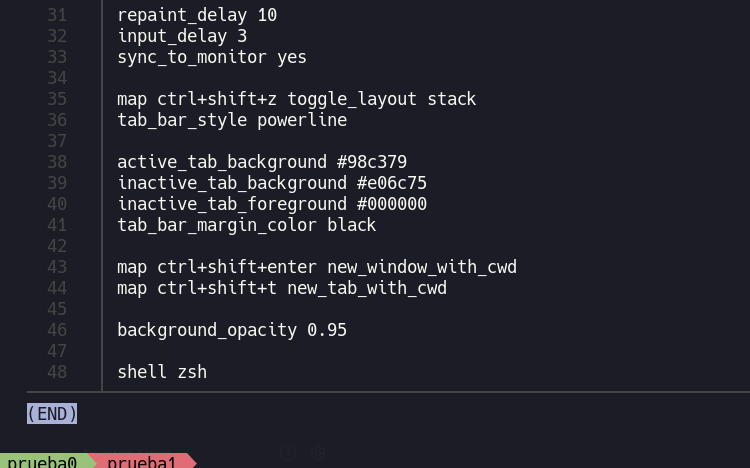 31 repaint_delay 10
32 input_delay 3
33 sync_to_monitor yes
34
35 map ctrl+shift+z toggle_layout stack
36 tab_bar_style powerline
37
38 active_tab_background #98c379
39 inactive_tab_background #e06c75
40 inactive_tab_foreground #000000
41 tab_bar_margin_color black
42
43 map ctrl+shift+enter new_window_with_cwd
44 map ctrl+shift+t new_tab_with_cwd
45
46 background_opacity 0.95
47
48 shell zsh
(END)
prueba0 prueba1